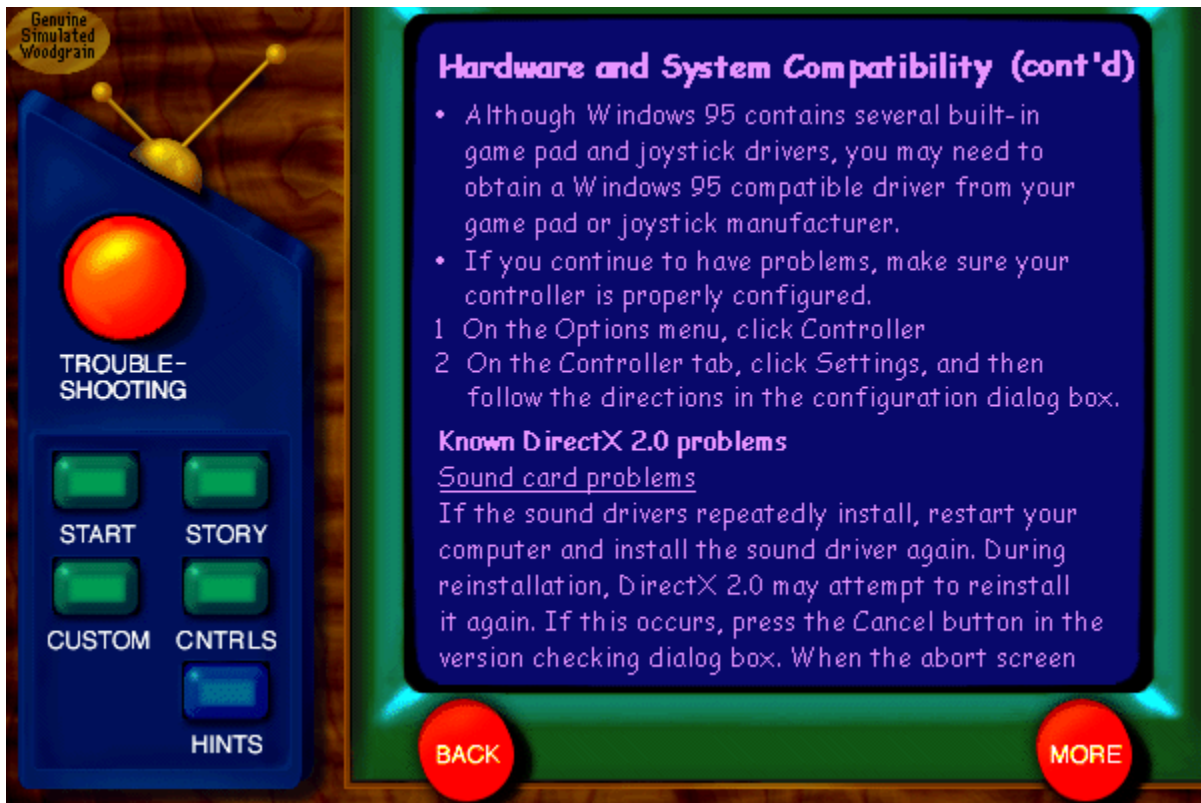 Genuine
Simulated
Woodgrain
TROUBLE-
SHOOTING
START STORY
CUSTOM CNTRLS
HINTS
Hardware and System Compatibility (cont'd)
• Although Windows 95 contains several built-in
game pad and joystick drivers, you may need to
obtain a Windows 95 compatible driver from your
game pad or joystick manufacturer.
• If you continue to have problems, make sure your
controller is properly configured.
1 On the Options menu, click Controller
2 On the Controller tab, click Settings, and then
follow the directions in the configuration dialog box.
Known DirectX 2.0 problems
Sound card problems
If the sound drivers repeatedly install, restart your
computer and install the sound driver again. During
reinstallation, DirectX 2.0 may attempt to reinstall
it again. If this occurs, press the Cancel button in the
version checking dialog box. When the abort screen
BACK
MORE